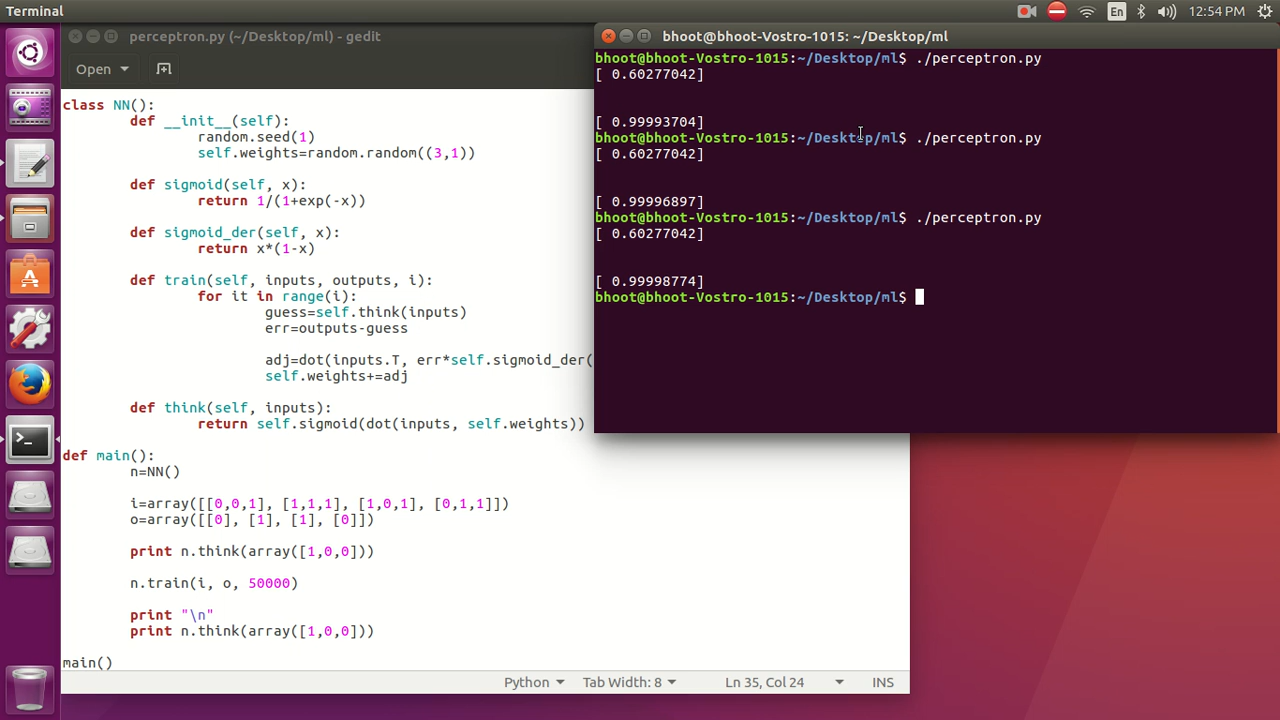 Terminal
En
12:54 PM
perceptron.py (~/Desktop/ml) - gedit
Open
class NN():
def __init__(self):
random.seed(1)
self.weights=random.random((3,1))
def sigmoid(self, x):
return 1/(1+exp(-x))
def sigmoid_der(self, x):
return x*(1-x)
def train(self, inputs, outputs, i):
for it in range(i):
guess=self.think(inputs)
err=outputs-guess
adj=dot(inputs.T, err*self.sigmoid_der(
self.weights+=adj
def think(self, inputs):
return self.sigmoid(dot(inputs, self.weights))
def main():
n=NN()
i=array([[0,0,1], [1,1,1], [1,0,1], [0,1,1]])
o=array([[0], [1], [1], [0]])
print n.think(array([1,0,0]))
n.train(i, o, 50000)
print "\n"
print n.think(array([1,0,0]))
main()
Python
Tab Width: 8
Ln 35, Col 24
INS
bhoot@bhoot-Vostro-1015: ~/Desktop/ml
bhoot@bhoot-Vostro-1015:~/Desktop/ml$ ./perceptron.py
[ 0.60277042]
[ 0.99993704]
bhoot@bhoot-Vostro-1015:~/Desktop/ml$ ./perceptron.py
[ 0.60277042]
[ 0.99996897]
bhoot@bhoot-Vostro-1015:~/Desktop/ml$ ./perceptron.py
[ 0.60277042]
[ 0.99998774]
bhoot@bhoot-Vostro-1015:~/Desktop/ml$